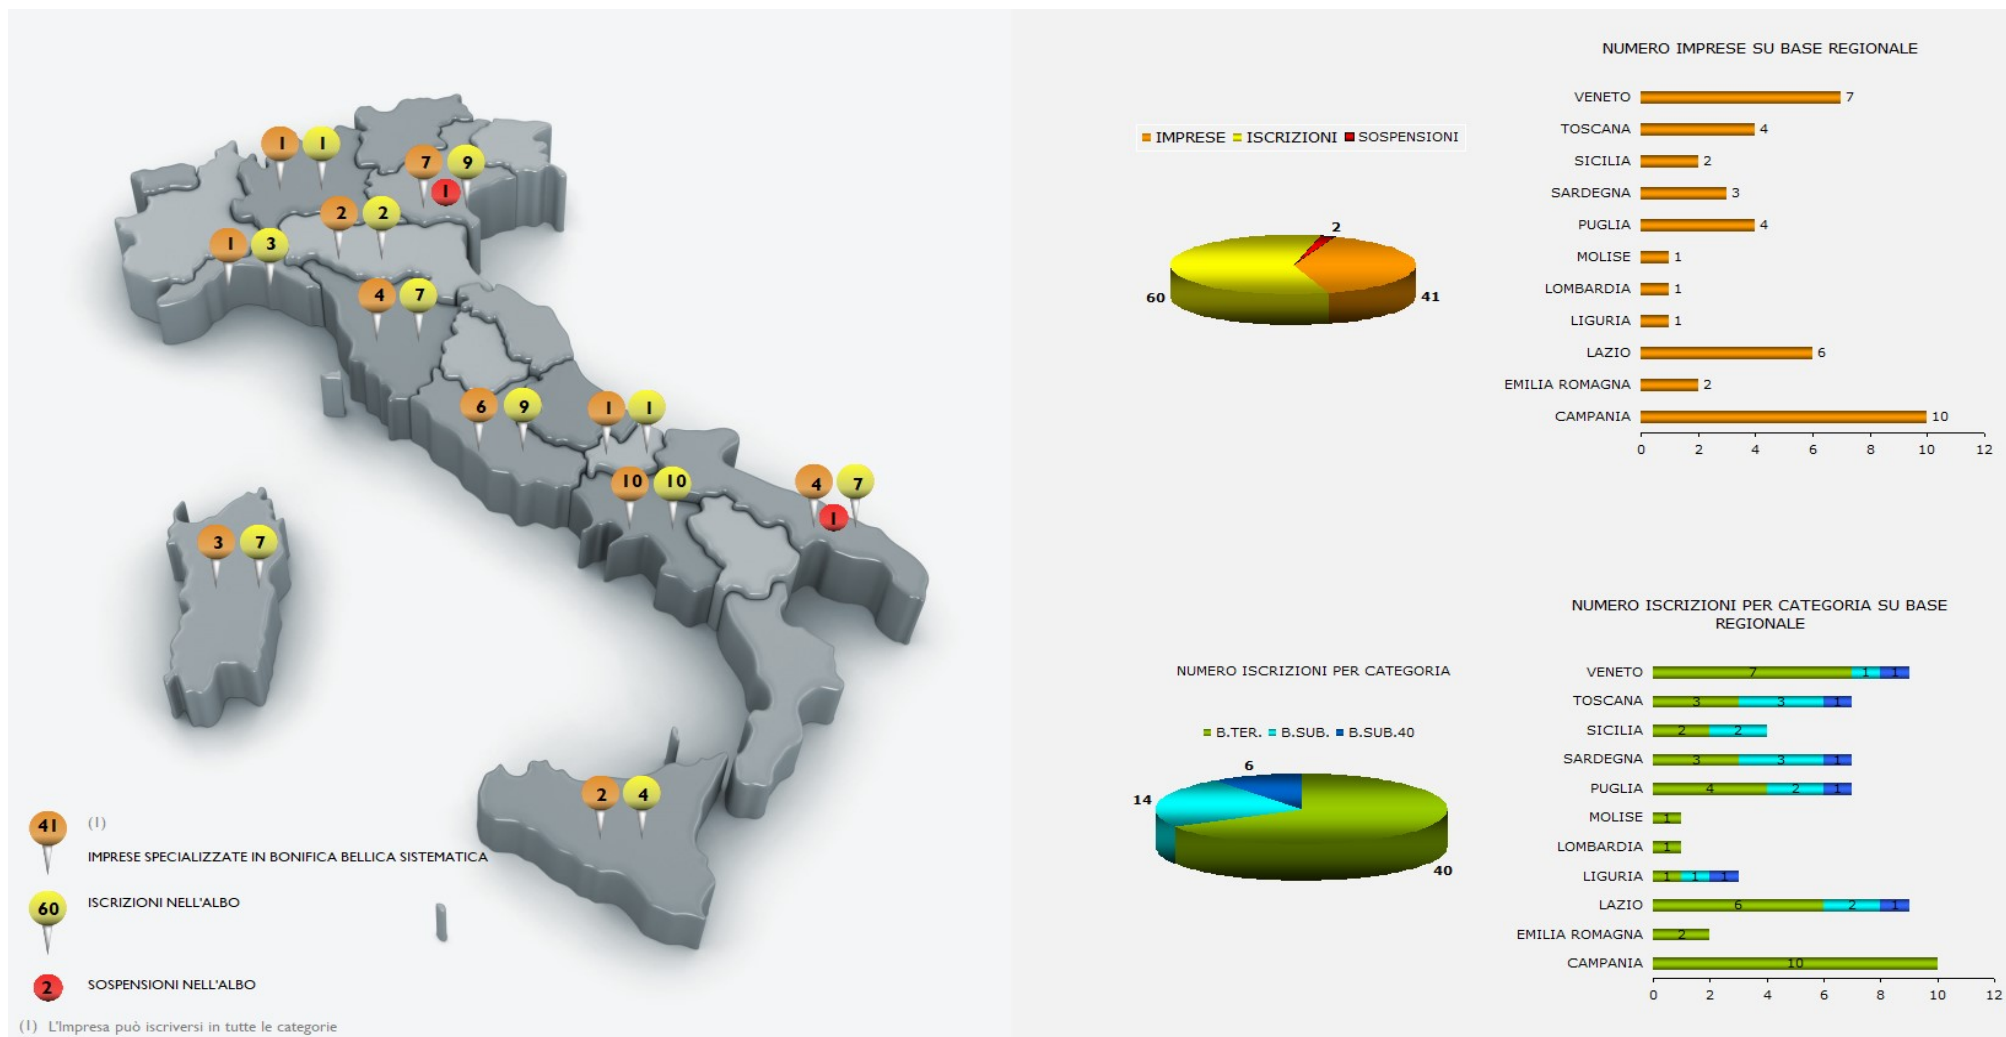 1 1
7 9
1
2 2
1 3
4 7
6 9
1 1
10 10
4 7
1
3 7
2 4
41 (1)
IMPRESE SPECIALIZZATE IN BONIFICA BELLICA SISTEMATICA
60 ISCRIZIONI NELL'ALBO
2 SOSPENSIONI NELL'ALBO
(1) L'Impresa può iscriversi in tutte le categorie
IMPRESE ISCRIZIONI SOSPENSIONI
2
60
41
NUMERO IMPRESE SU BASE REGIONALE
VENETO 7
TOSCANA 4
SICILIA 2
SARDEGNA 3
PUGLIA 4
MOLISE 1
LOMBARDIA 1
LIGURIA 1
LAZIO 6
EMILIA ROMAGNA 2
CAMPANIA 10
0 2 4 6 8 10 12
NUMERO ISCRIZIONI PER CATEGORIA
B.TER. B.SUB. B.SUB.40
6
14
40
NUMERO ISCRIZIONI PER CATEGORIA SU BASE
REGIONALE
VENETO 7 1 1
TOSCANA 3 3 1
SICILIA 2 2
SARDEGNA 3 3 1
PUGLIA 4 2 1
MOLISE 1
LOMBARDIA 1
LIGURIA 1 1 1
LAZIO 6 2 1
EMILIA ROMAGNA 2
CAMPANIA 10
0 2 4 6 8 10 12